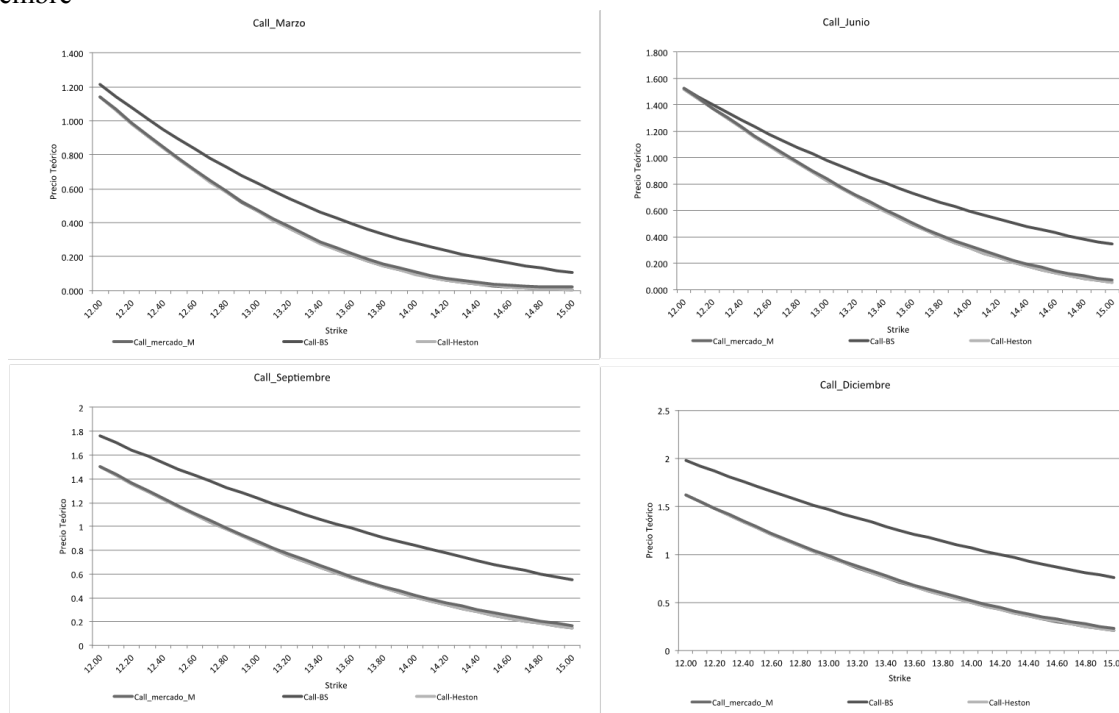 embre
Call_Marzo
1.400
1.200
1.000
0.800
0.600
0.400
0.200
0.000
Precio Teórico
12.00 12.20 12.40 12.60 12.80 13.00 13.20 13.40 13.60 13.80 14.00 14.20 14.40 14.60 14.80 15.00
Strike
Call_mercado_M Call-BS Call-Heston
Call_Junio
1.800
1.600
1.400
1.200
1.000
0.800
0.600
0.400
0.200
0.000
Precio Teórico
12.00 12.20 12.40 12.60 12.80 13.00 13.20 13.40 13.60 13.80 14.00 14.20 14.40 14.60 14.80 15.00
Strike
Call_mercado_M Call-BS Call-Heston
Call_Septiembre
2
1.8
1.6
1.4
1.2
1
0.8
0.6
0.4
0.2
0
Precio Teórico
12.00 12.20 12.40 12.60 12.80 13.00 13.20 13.40 13.60 13.80 14.00 14.20 14.40 14.60 14.80 15.00
Strike
Call_mercado_M Call-BS Call-Heston
Call_Diciembre
2.5
2
1.5
1
0.5
0
Precio Teórico
12.00 12.20 12.40 12.60 12.80 13.00 13.20 13.40 13.60 13.80 14.00 14.20 14.40 14.60 14.80 15.0
Strike
Call_mercado_M Call-BS Call-Heston